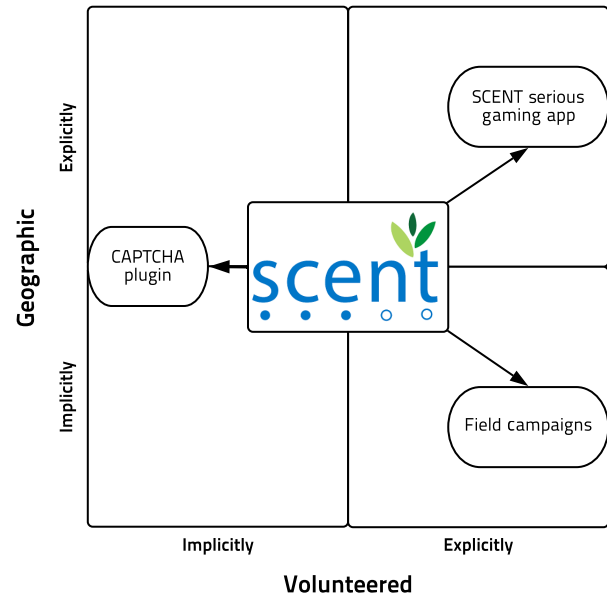 SCENT serious
gaming app
Explicitly
Geographic
CAPTCHA
plugin
scent
Implicitly
Field campaigns
Implicitly
Explicitly
Volunteered